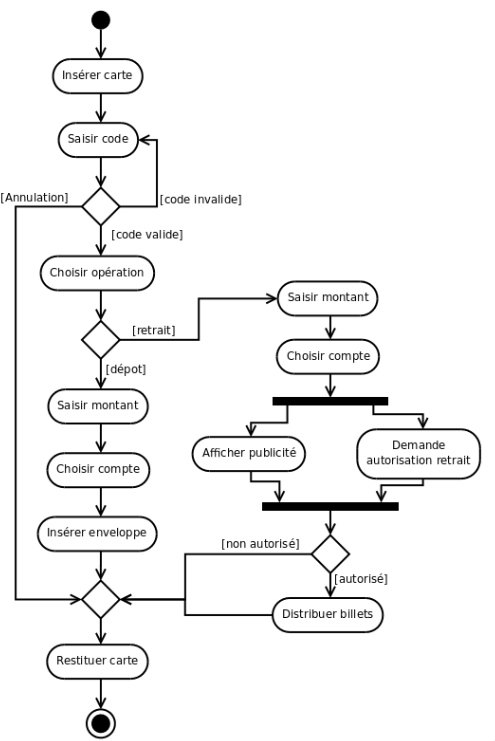 Insérer carte
Saisir code
[Annulation]
[code invalide]
[code valide]
Choisir opération
[retrait]
[dépot]
Saisir montant
Choisir compte
Insérer enveloppe
Saisir montant
Choisir compte
Afficher publicité
Demande
autorisation retrait
[non autorisé]
[autorisé]
Distribuer billets
Restituer carte